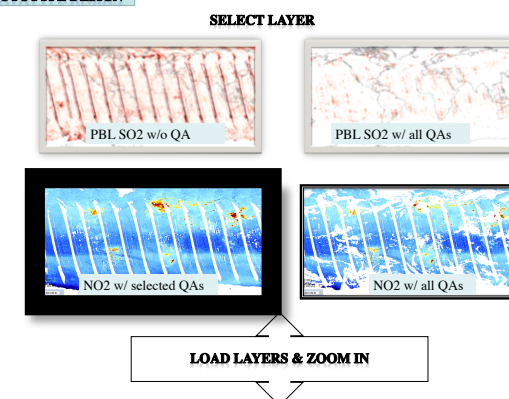 SELECT LAYER
PBL SO2 w/o QA
PBL SO2 w/ all QAs
NO2 w/ selected QAs
NO2 w/ all QAs
LOAD LAYERS & ZOOM IN